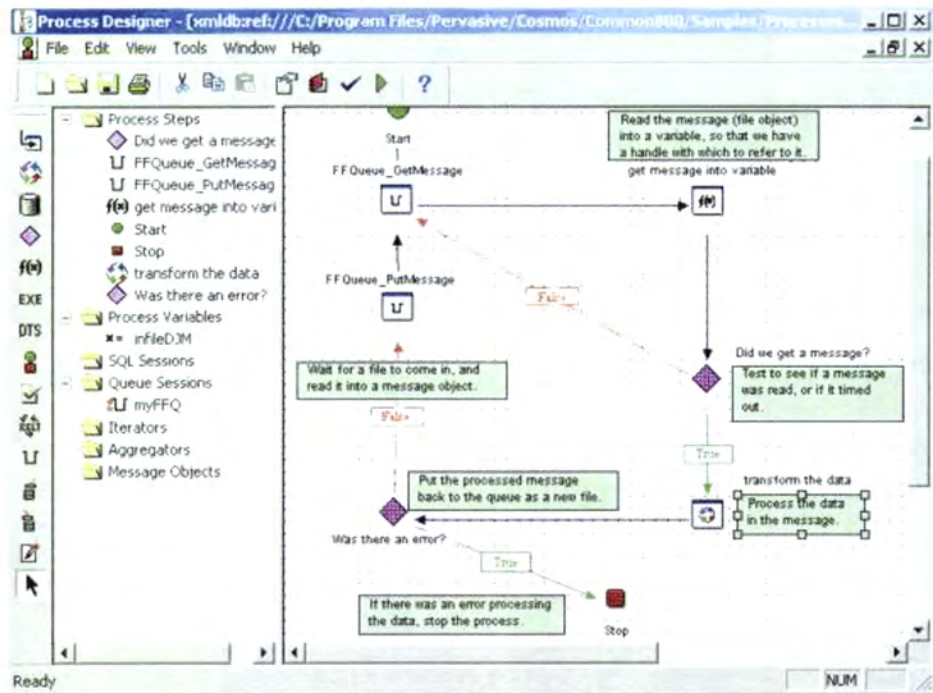 Process Designer - [xmldb:ref:///C:/Program Files/Pervasive/Cosmos/Common800/Samples/Processes...
File Edit View Tools Window Help
Process Steps
Did we get a message
FFQueue_GetMessag
FFQueue_PutMessag
f(x) get message into vari
Start
Stop
transform the data
Was there an error?
Process Variables
x = infileDJM
SQL Sessions
Queue Sessions
myFFQ
Iterators
Aggregators
Message Objects
f(x)
EXE
DTS
Start
FFQueue_GetMessage
Read the message (file object)
into a variable, so that we have
a handle with which to refer to it.
get message into variable
f(x)
FFQueue_PutMessage
False
Wait for a file to come in, and
read it into a message object.
Did we get a message?
Test to see if a message
was read, or if it timed
out.
False
True
Put the processed message
back to the queue as a new file.
transform the data
Process the data
in the message.
Was there an error?
True
If there was an error processing
the data, stop the process.
Stop
Ready
NUM